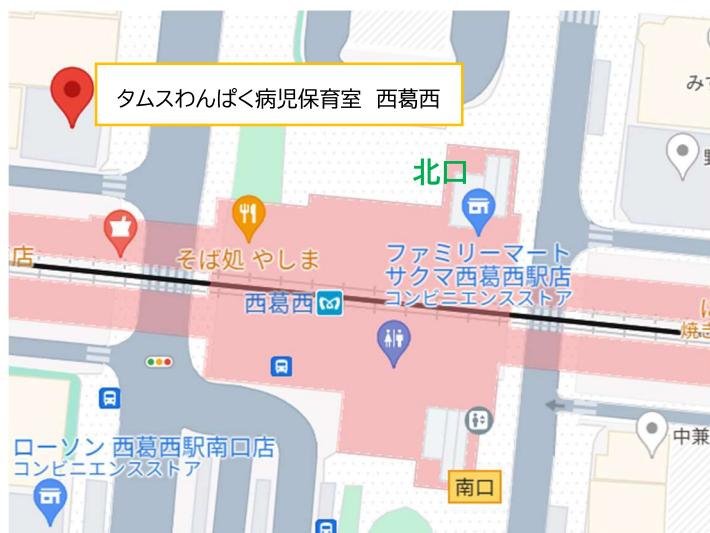 タムスわんぱく病児保育室 西葛西
みず
北口
野
店
そば処 やしま
ファミリーマート
サクマ西葛西駅店
コンビニエンスストア
西葛西
焼き
中兼
ローソン 西葛西駅南口店
コンビニエンスストア
南口